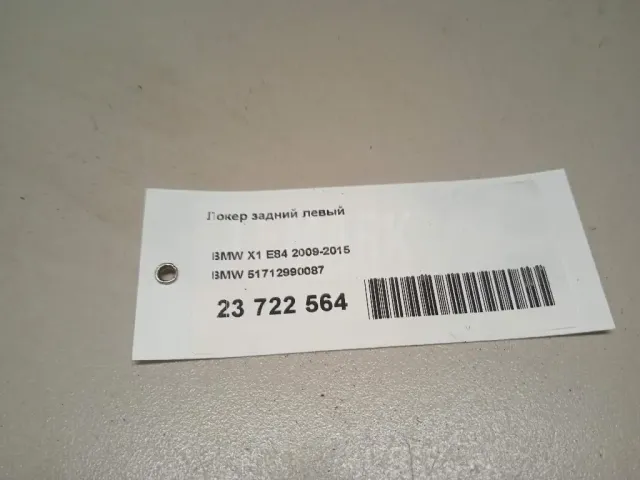 Локер задний левый
BMW X1 E84 2009-2015
BMW 51712990087
23 722 564